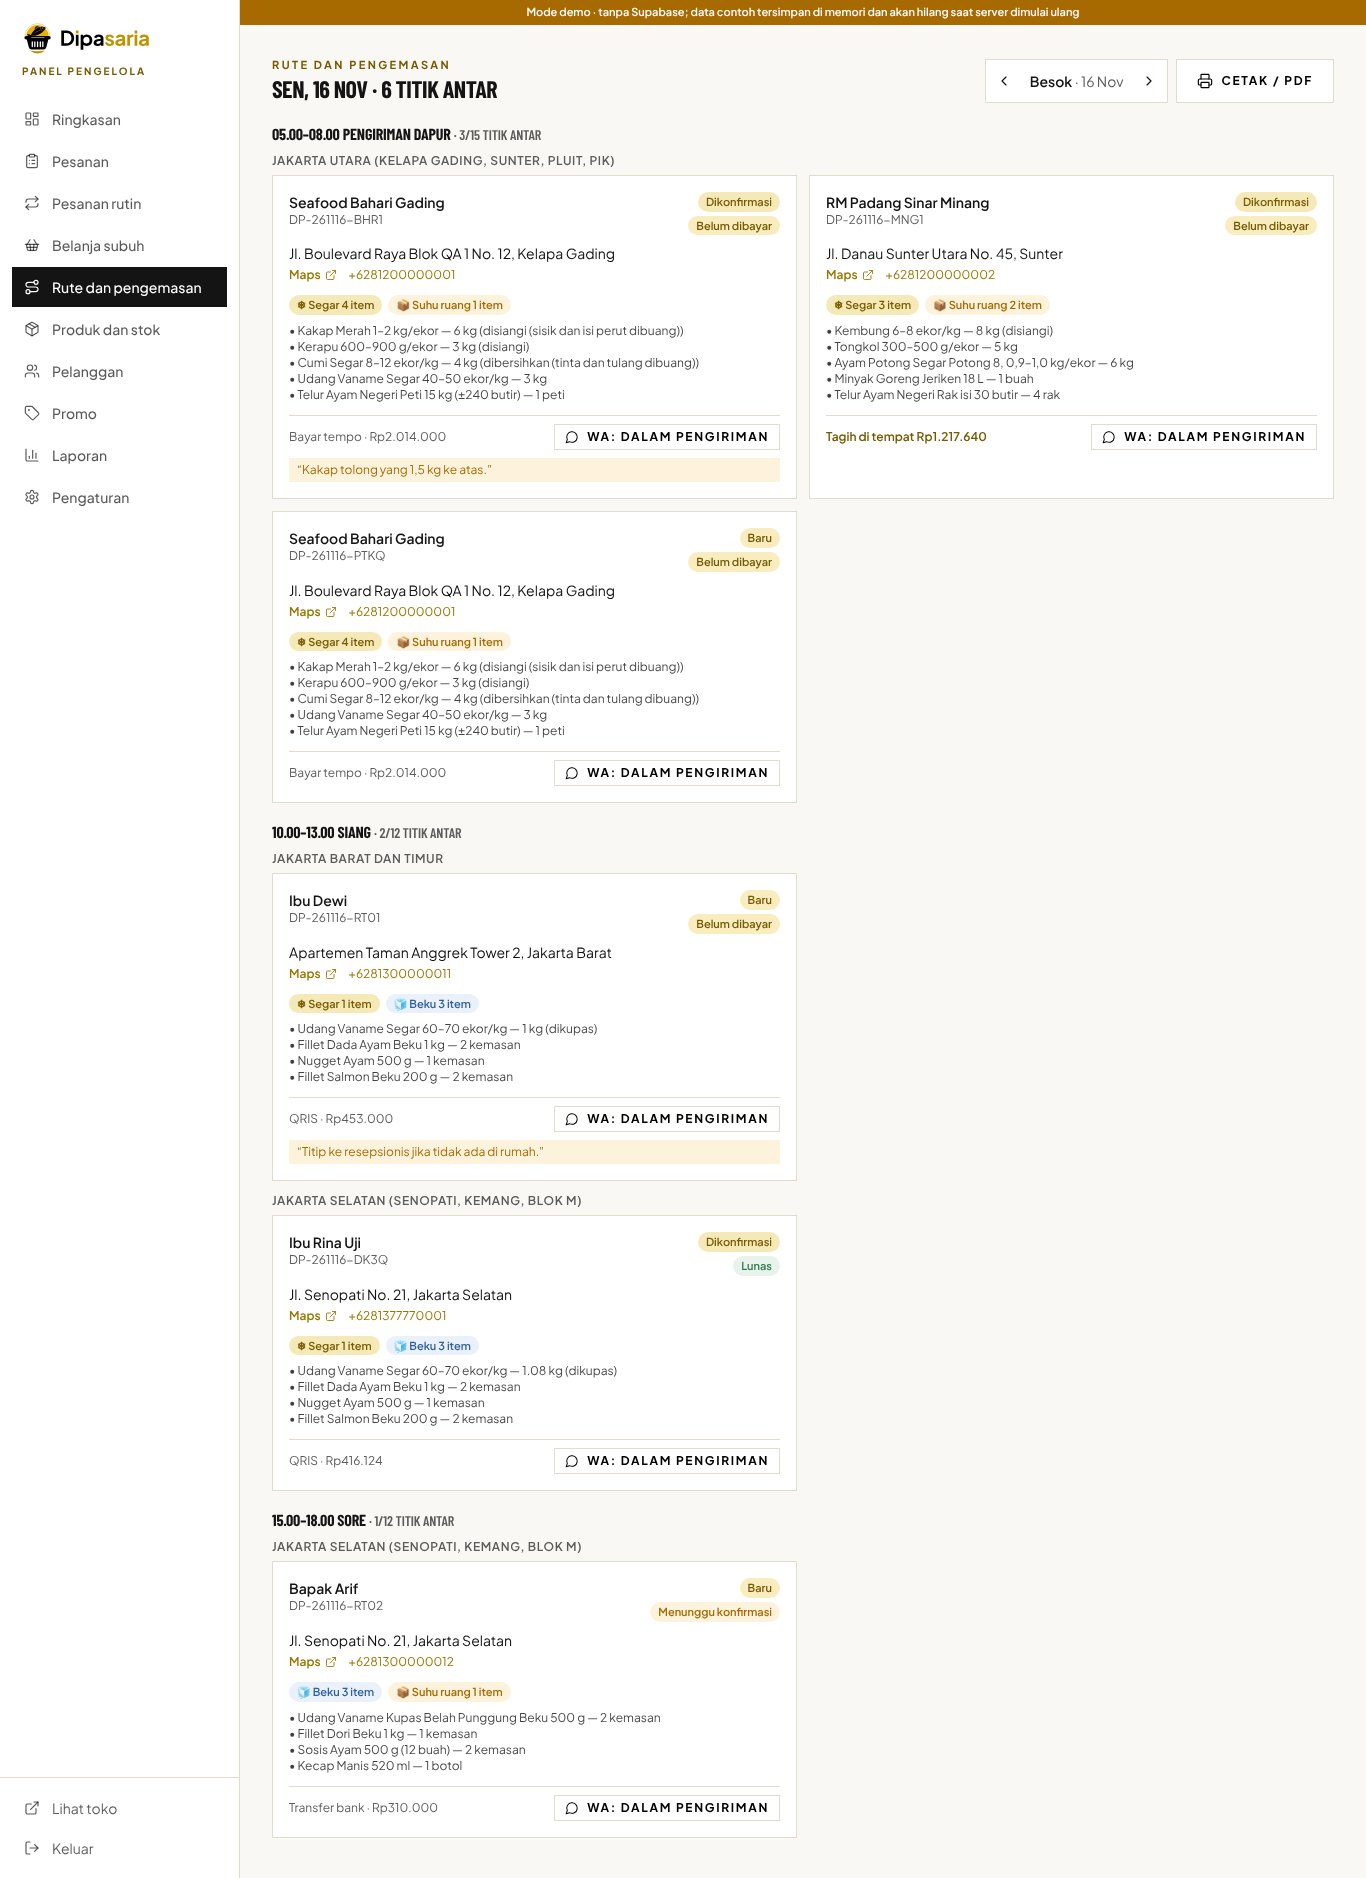 Mode demo · tanpa Supabase; data contoh tersimpan di memori dan akan hilang saat server dimulai ulang
Dipasaria
PANEL PENGELOLA
Ringkasan
Pesanan
Pesanan rutin
Belanja subuh
Rute dan pengemasan
Produk dan stok
Pelanggan
Promo
Laporan
Pengaturan
Lihat toko
Keluar
RUTE DAN PENGEMASAN
SEN, 16 NOV · 6 TITIK ANTAR
Besok · 16 Nov
CETAK / PDF
05.00–08.00 PENGIRIMAN DAPUR · 3/15 TITIK ANTAR
JAKARTA UTARA (KELAPA GADING, SUNTER, PLUIT, PIK)
Seafood Bahari Gading
DP-261116-BHR1
Dikonfirmasi
Belum dibayar
Jl. Boulevard Raya Blok QA 1 No. 12, Kelapa Gading
Maps +6281200000001
❄ Segar 4 item 📦 Suhu ruang 1 item
• Kakap Merah 1–2 kg/ekor — 6 kg (disiangi (sisik dan isi perut dibuang))
• Kerapu 600–900 g/ekor — 3 kg (disiangi)
• Cumi Segar 8–12 ekor/kg — 4 kg (dibersihkan (tinta dan tulang dibuang))
• Udang Vaname Segar 40–50 ekor/kg — 3 kg
• Telur Ayam Negeri Peti 15 kg (±240 butir) — 1 peti
Bayar tempo · Rp2.014.000
WA: DALAM PENGIRIMAN
"Kakap tolong yang 1,5 kg ke atas."
RM Padang Sinar Minang
DP-261116-MNG1
Dikonfirmasi
Belum dibayar
Jl. Danau Sunter Utara No. 45, Sunter
Maps +6281200000002
❄ Segar 3 item 📦 Suhu ruang 2 item
• Kembung 6–8 ekor/kg — 8 kg (disiangi)
• Tongkol 300–500 g/ekor — 5 kg
• Ayam Potong Segar Potong 8, 0,9–1,0 kg/ekor — 6 kg
• Minyak Goreng Jeriken 18 L — 1 buah
• Telur Ayam Negeri Rak isi 30 butir — 4 rak
Tagih di tempat Rp1.217.640
WA: DALAM PENGIRIMAN
Seafood Bahari Gading
DP-261116-PTKQ
Baru
Belum dibayar
Jl. Boulevard Raya Blok QA 1 No. 12, Kelapa Gading
Maps +6281200000001
❄ Segar 4 item 📦 Suhu ruang 1 item
• Kakap Merah 1–2 kg/ekor — 6 kg (disiangi (sisik dan isi perut dibuang))
• Kerapu 600–900 g/ekor — 3 kg (disiangi)
• Cumi Segar 8–12 ekor/kg — 4 kg (dibersihkan (tinta dan tulang dibuang))
• Udang Vaname Segar 40–50 ekor/kg — 3 kg
• Telur Ayam Negeri Peti 15 kg (±240 butir) — 1 peti
Bayar tempo · Rp2.014.000
WA: DALAM PENGIRIMAN
10.00–13.00 SIANG · 2/12 TITIK ANTAR
JAKARTA BARAT DAN TIMUR
Ibu Dewi
DP-261116-RT01
Baru
Belum dibayar
Apartemen Taman Anggrek Tower 2, Jakarta Barat
Maps +6281300000011
❄ Segar 1 item 🧊 Beku 3 item
• Udang Vaname Segar 60–70 ekor/kg — 1 kg (dikupas)
• Fillet Dada Ayam Beku 1 kg — 2 kemasan
• Nugget Ayam 500 g — 1 kemasan
• Fillet Salmon Beku 200 g — 2 kemasan
QRIS · Rp453.000
WA: DALAM PENGIRIMAN
"Titip ke resepsionis jika tidak ada di rumah."
JAKARTA SELATAN (SENOPATI, KEMANG, BLOK M)
Ibu Rina Uji
DP-261116-DK3Q
Dikonfirmasi
Lunas
Jl. Senopati No. 21, Jakarta Selatan
Maps +6281377770001
❄ Segar 1 item 🧊 Beku 3 item
• Udang Vaname Segar 60–70 ekor/kg — 1.08 kg (dikupas)
• Fillet Dada Ayam Beku 1 kg — 2 kemasan
• Nugget Ayam 500 g — 1 kemasan
• Fillet Salmon Beku 200 g — 2 kemasan
QRIS · Rp416.124
WA: DALAM PENGIRIMAN
15.00–18.00 SORE · 1/12 TITIK ANTAR
JAKARTA SELATAN (SENOPATI, KEMANG, BLOK M)
Bapak Arif
DP-261116-RT02
Baru
Menunggu konfirmasi
Jl. Senopati No. 21, Jakarta Selatan
Maps +6281300000012
🧊 Beku 3 item 📦 Suhu ruang 1 item
• Udang Vaname Kupas Belah Punggung Beku 500 g — 2 kemasan
• Fillet Dori Beku 1 kg — 1 kemasan
• Sosis Ayam 500 g (12 buah) — 2 kemasan
• Kecap Manis 520 ml — 1 botol
Transfer bank · Rp310.000
WA: DALAM PENGIRIMAN